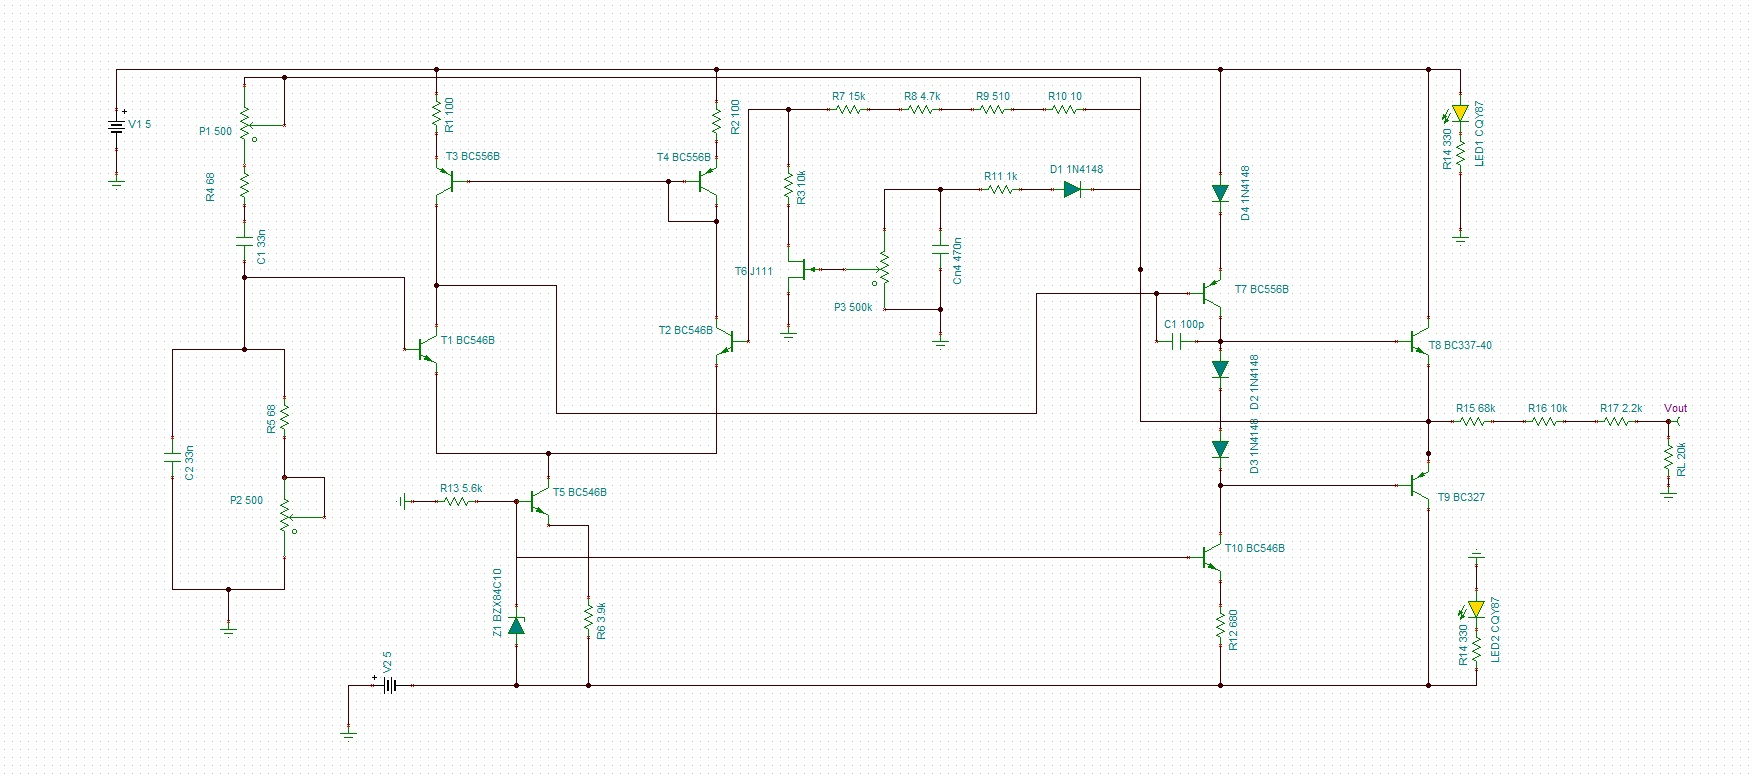 +
V1 5
P1 500
R4 68
C1 33n
R1 100
T3 BC556B
T4 BC556B
R2 100
R7 15k
R8 4.7k
R9 510
R10 10
R3 10k
R11 1k
D1 1N4148
T6 J111
P3 500k
Cn4 470n
D4 1N4148
T7 BC556B
R14 330
LED1 CQY87
T1 BC546B
T2 BC546B
C1 100p
D2 1N4148
D3 1N4148
T8 BC337-40
C2 33n
R5 68
P2 500
R13 5.6k
T5 BC546B
R15 68k
R16 10k
R17 2.2k
Vout
RL 20k
T9 BC327
T10 BC546B
Z1 BZX84C10
R6 3.9k
R12 680
R14 330
LED2 CQY87
+
V2 5